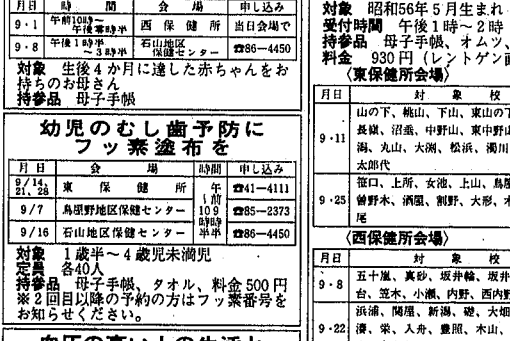 月日 時間 会場 申し込み
9・1 午前10時～午後零時半 西保健所 当日会場で
9・8 午後1時半～3時半 石山地区保健センター ☎66-4450
対象 生後4か月に達した赤ちゃんをお
持ちのお母さん
持参品 母子手帳
幼児のむし歯予防に
フッ素塗布を
月日 会場 時間 申し込み
9/14、21、28 東保健所 午前9時半～10時半 ☎41-4111
9/7 鳥屋野地区保健センター ☎85-2373
9/16 石山地区保健センター ☎86-4450
対象 1歳半～4歳児未満児
定員 各40人
持参品 母子手帳、タオル、料金500円
※2回目以降の予約の方はフッ素番号を
お知らせください。
対象 昭和56年5月生まれ
受付時間 午後1時～2時
持参品 母子手帳、オムツ、
料金 930円（レントゲン
〈東保健所会場〉
月日 対象校
9・11 山の下、桃山、下山、東山の下
長嶺、沼垂、中野山、東中野山
潟、丸山、大渕、松浜、濁川
太郎代
9・25 笹口、上所、女池、上山、鳥屋
曽野木、酒屋、割野、大形、木
尾
〈西保健所会場〉
月日 対象校
9・8 五十嵐、真砂、坂井輪、坂井
台、笠木、小瀬、内野、西内野
9・22 浜浦、関屋、新潟、礎、大畑
湊、栄、入舟、豊照、木山、